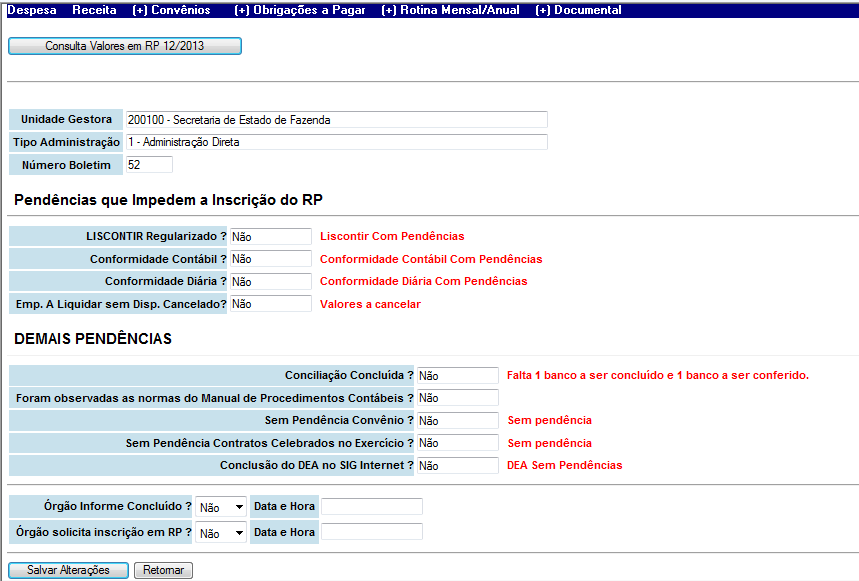 Despesa Receita (+) Convênios (+) Obrigações a Pagar (+) Rotina Mensal/Anual (+) Documental
Consulta Valores em RP 12/2013
Unidade Gestora 200100 - Secretaria de Estado de Fazenda
Tipo Administração 1 - Administração Direta
Número Boletim 52
Pendências que Impedem a Inscrição do RP
LISCONTIR Regularizado ? Não Liscontir Com Pendências
Conformidade Contábil ? Não Conformidade Contábil Com Pendências
Conformidade Diária ? Não Conformidade Diária Com Pendências
Emp. A Liquidar sem Disp. Cancelado? Não Valores a cancelar
DEMAIS PENDÊNCIAS
Conciliação Concluída ? Não Falta 1 banco a ser concluído e 1 banco a ser conferido.
Foram observadas as normas do Manual de Procedimentos Contábeis ? Não
Sem Pendência Convênio ? Não Sem pendência
Sem Pendência Contratos Celebrados no Exercício ? Não Sem pendência
Conclusão do DEA no SIG Internet ? Não DEA Sem Pendências
Órgão Informe Concluído ? Não Data e Hora
Órgão solicita inscrição em RP ? Não Data e Hora
Salvar Alterações Retornar